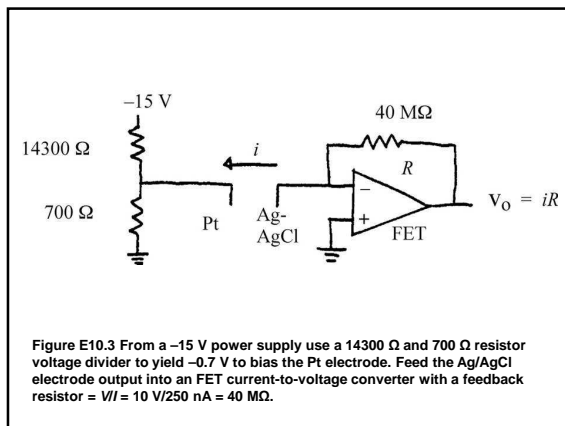 –15 V
40 MΩ
14300 Ω
i
R
–
700 Ω
Pt
Ag-
AgCl
+
FET
vo = iR
Figure E10.3 From a –15 V power supply use a 14300 Ω and 700 Ω resistor
voltage divider to yield –0.7 V to bias the Pt electrode. Feed the Ag/AgCl
electrode output into an FET current-to-voltage converter with a feedback
resistor = V/I = 10 V/250 nA = 40 MΩ.